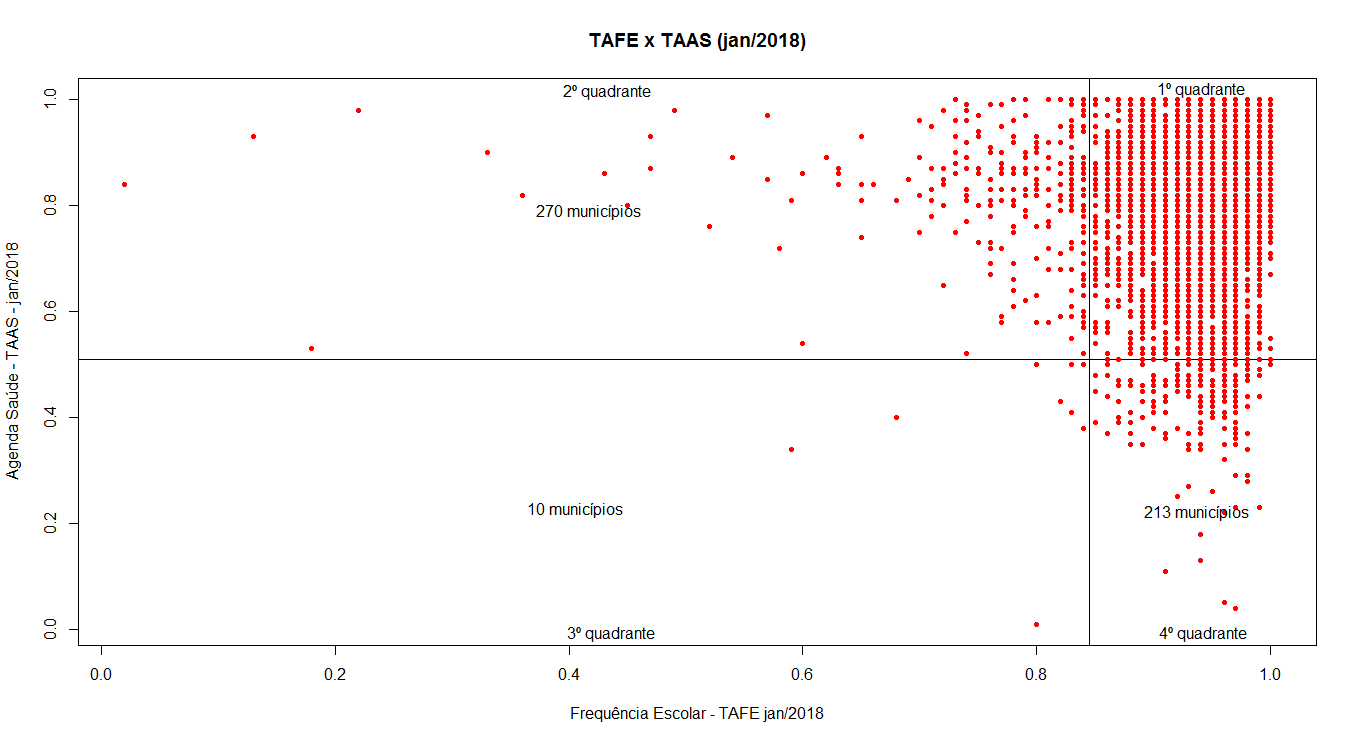 TAFE x TAAS (jan/2018)
2º quadrante
1º quadrante
270 municípios
10 municípios
213 municípios
3º quadrante
4º quadrante
Agenda Saúde - TAAS - jan/2018
1.0
0.8
0.6
0.4
0.2
0.0
0.0 0.2 0.4 0.6 0.8 1.0
Frequência Escolar - TAFE jan/2018